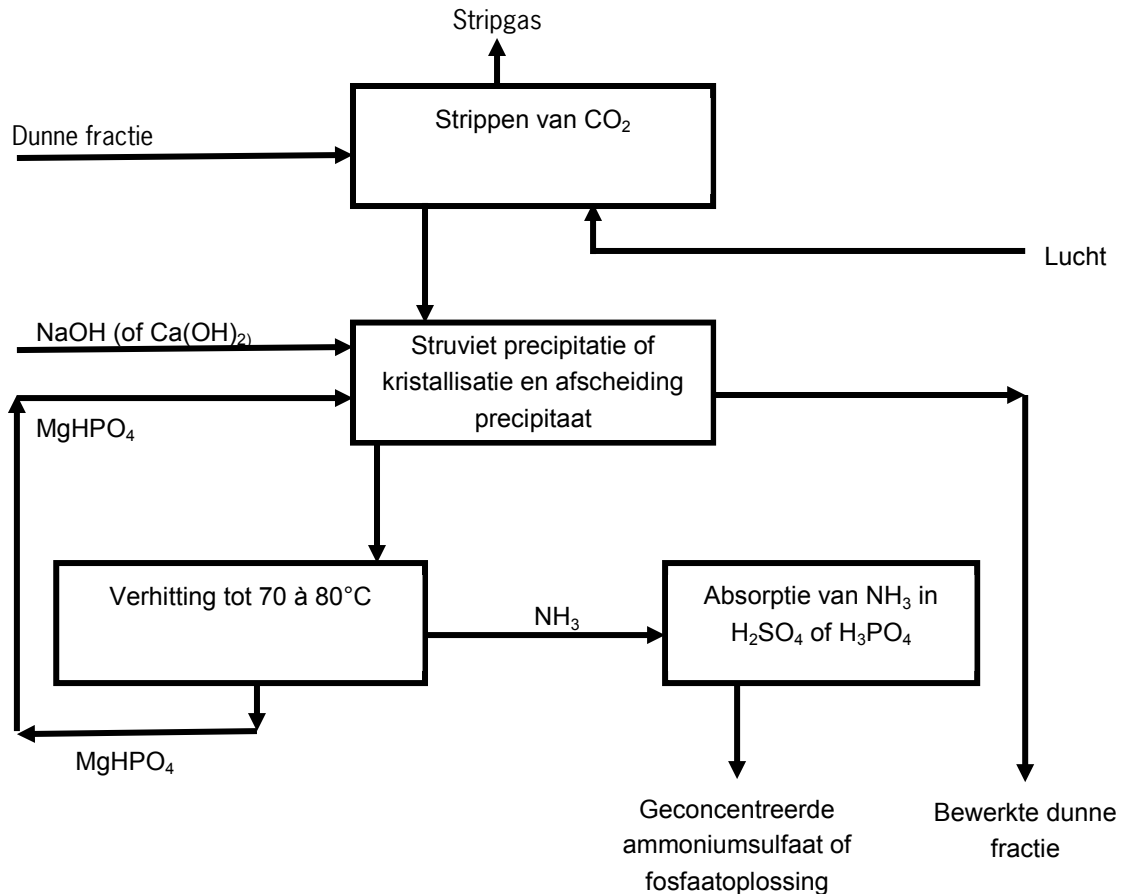 Stripgas
Strippen van CO₂
Dunne fractie
Lucht
NaOH (of Ca(OH)₂₎
Struviet precipitatie of
kristallisatie en afscheiding
precipitaat
MgHPO₄
Verhitting tot 70 à 80°C
NH₃
Absorptie van NH₃ in
H₂SO₄ of H₃PO₄
MgHPO₄
Geconcentreerde
ammoniumsulfaat of
fosfaatoplossing
Bewerkte dunne
fractie